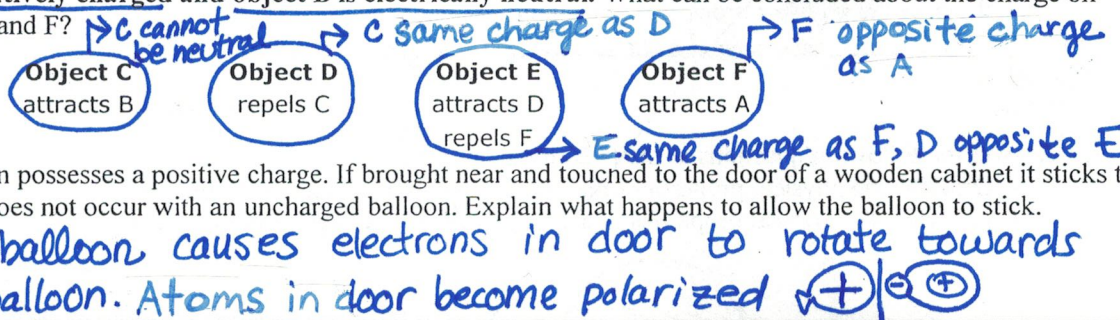 and F? C cannot be neutral
C same charge as D
F opposite charge as A
Object C
attracts B
Object D
repels C
Object E
attracts D
repels F
Object F
attracts A
E same charge as F, D opposite E
n possesses a positive charge. If brought near and touched to the door of a wooden cabinet it sticks t
oes not occur with an uncharged balloon. Explain what happens to allow the balloon to stick.
balloon causes electrons in door to rotate towards
alloon. Atoms in door become polarized + | - +